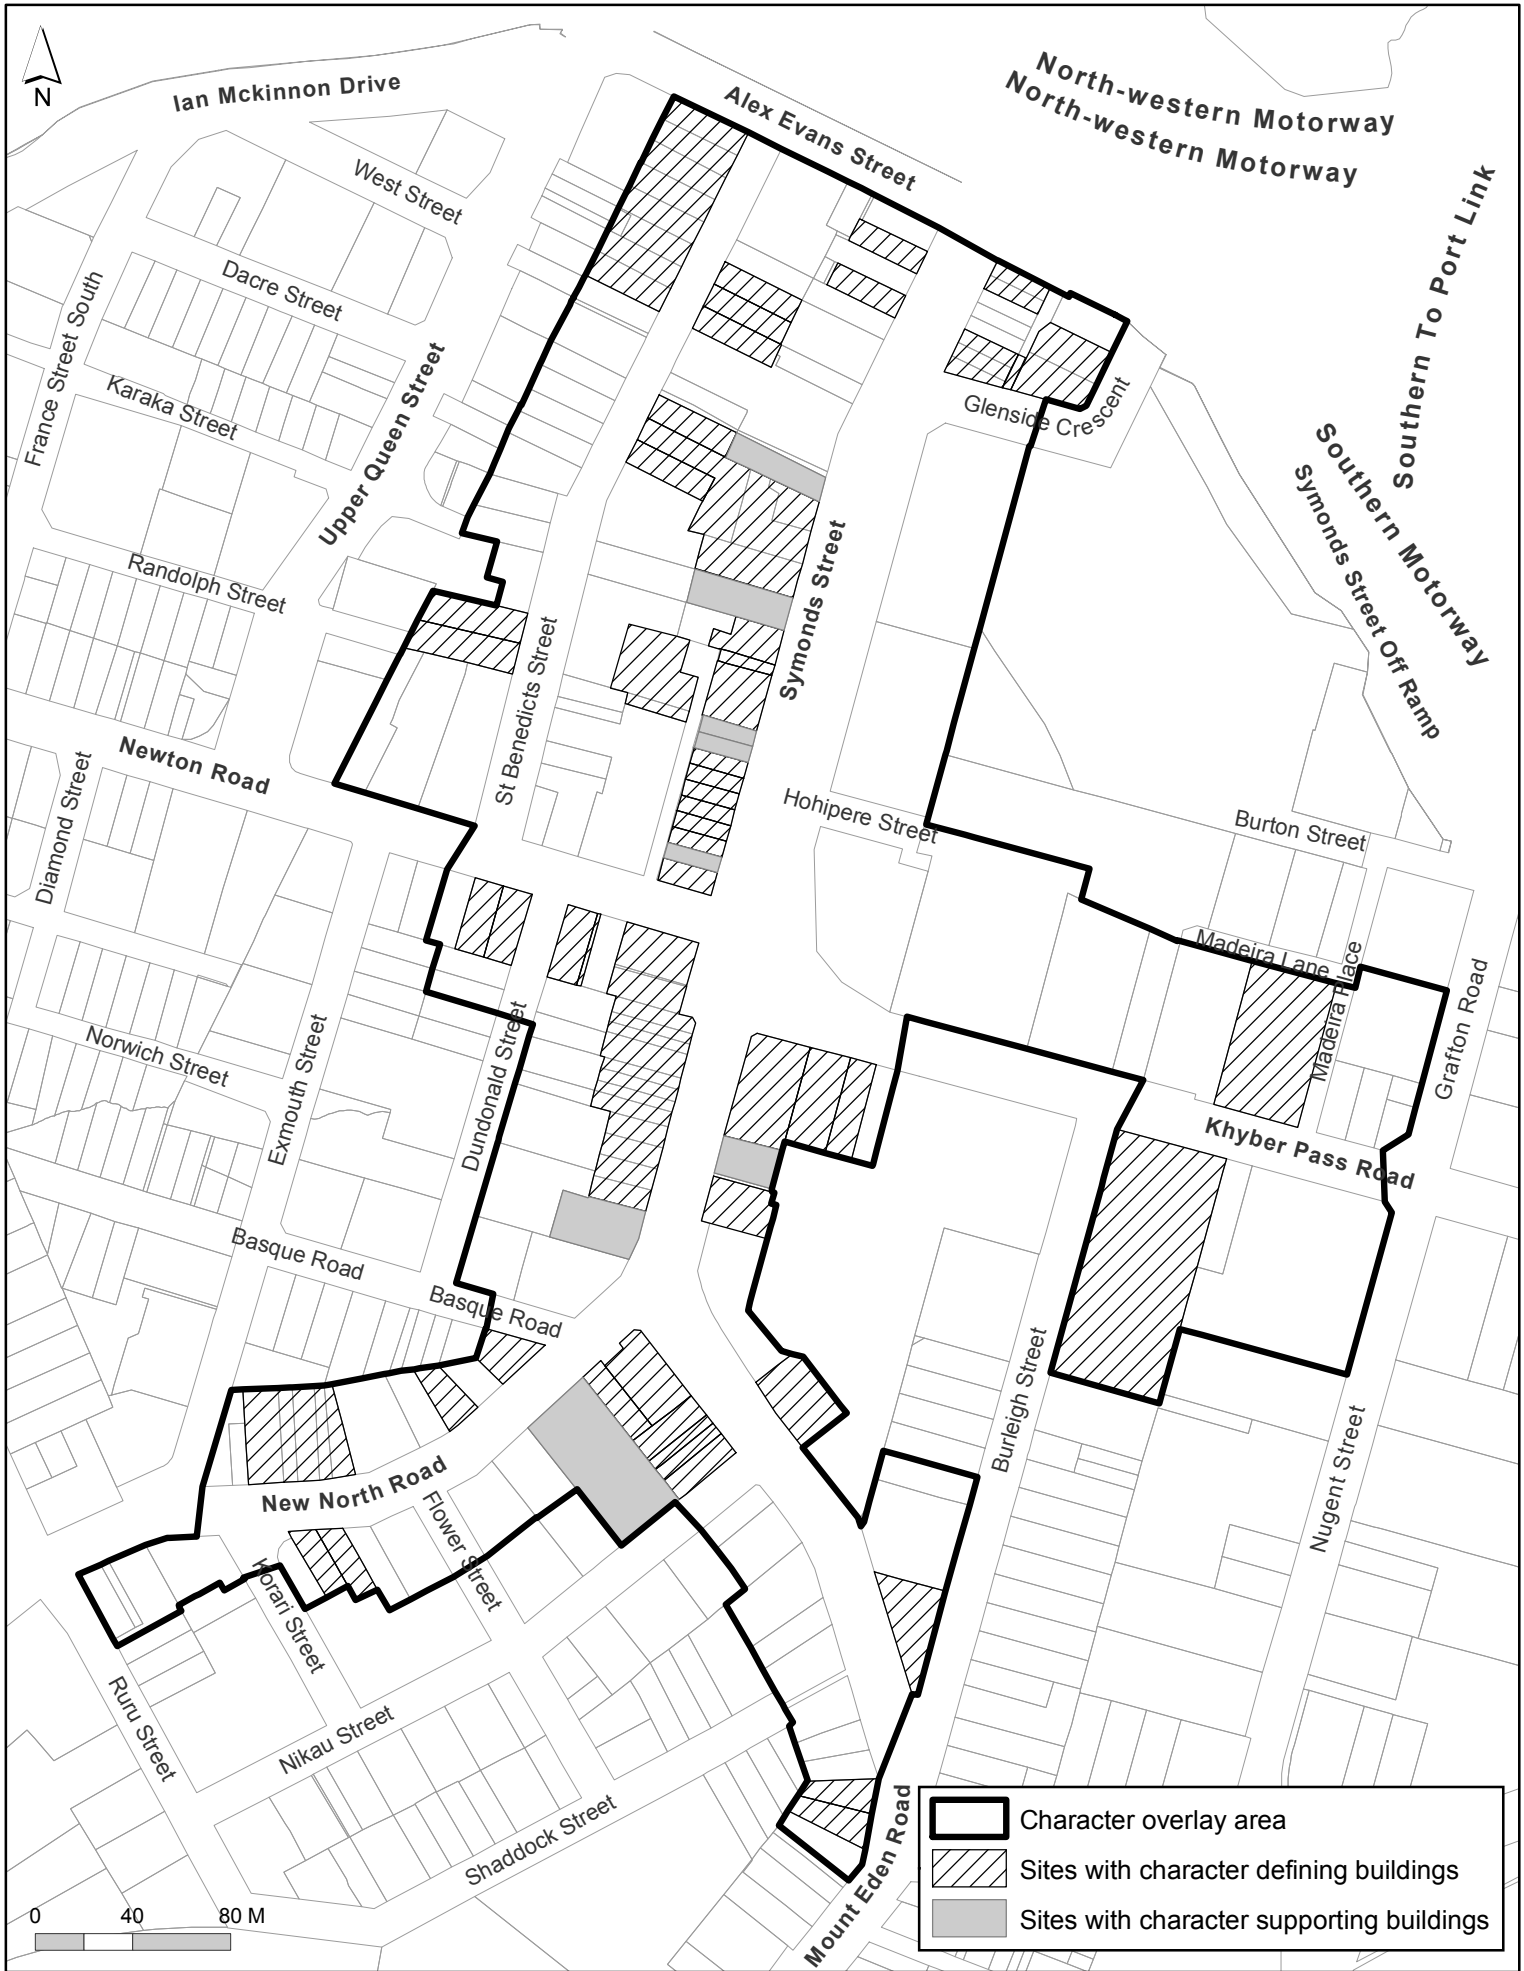 N
Ian Mckinnon Drive
Alex Evans Street
North-western Motorway
North-western Motorway
Southern To Port Link
West Street
Dacre Street
France Street South
Karaka Street
Upper Queen Street
Glenside Crescent
Southern Motorway
Symonds Street Off Ramp
Randolph Street
Symonds Street
St Benedicts Street
Newton Road
Diamond Street
Hohipere Street
Burton Street
Madeira Lane
Madeira Place
Grafton Road
Norwich Street
Exmouth Street
Dundonald Street
Khyber Pass Road
Basque Road
Basque Road
Burleigh Street
Nugent Street
New North Road
Flower Street
Korari Street
Ruru Street
Nikau Street
Shaddock Street
Mount Eden Road
Character overlay area
Sites with character defining buildings
Sites with character supporting buildings
0 40 80 M